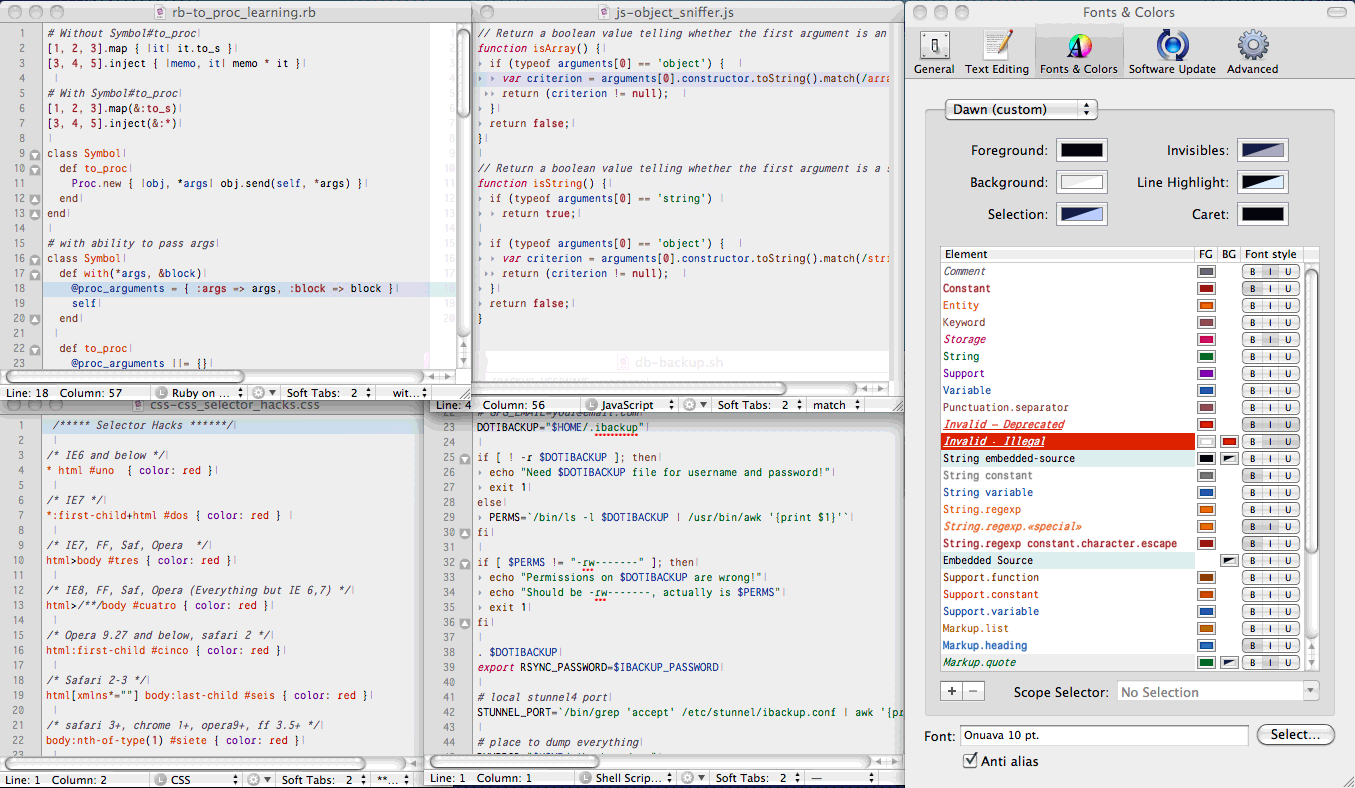 rb-to_proc_learning.rb
1 # Without Symbol#to_proc
2 [1, 2, 3].map { |it| it.to_s }
3 [3, 4, 5].inject { |memo, it| memo * it }
4
5 # With Symbol#to_proc
6 [1, 2, 3].map(&:to_s)
7 [3, 4, 5].inject(&:*)
8
9 class Symbol
10 def to_proc
11 Proc.new { |obj, *args| obj.send(self, *args) }
12 end
13 end
14
15 # with ability to pass args
16 class Symbol
17 def with(*args, &block)
18 @proc_arguments = { :args => args, :block => block }
19 self
20 end
21
22 def to_proc
23 @proc_arguments ||= {}
Line: 18 Column: 57 Ruby on … Soft Tabs: 2 wit…
js-object_sniffer.js
// Return a boolean value telling whether the first argument is an
function isArray() {
if (typeof arguments[0] == 'object') {
var criterion = arguments[0].constructor.toString().match(/arra
return (criterion != null);
}
return false;
}
// Return a boolean value telling whether the first argument is a s
function isString() {
if (typeof arguments[0] == 'string')
return true;
if (typeof arguments[0] == 'object') {
var criterion = arguments[0].constructor.toString().match(/stri
return (criterion != null);
}
return false;
}
db-backup.sh
Line: 4 Column: 56 JavaScript Soft Tabs: 2 match
css-css_selector_hacks.css
1 /***** Selector Hacks ******/
2
3 /* IE6 and below */
4 * html #uno { color: red }
5
6 /* IE7 */
7 *:first-child+html #dos { color: red }
8
9 /* IE7, FF, Saf, Opera */
10 html>body #tres { color: red }
11
12 /* IE8, FF, Saf, Opera (Everything but IE 6,7) */
13 html>/**/body #cuatro { color: red }
14
15 /* Opera 9.27 and below, safari 2 */
16 html:first-child #cinco { color: red }
17
18 /* Safari 2-3 */
19 html[xmlns*=""] body:last-child #seis { color: red }
20
21 /* safari 3+, chrome 1+, opera9+, ff 3.5+ */
22 body:nth-of-type(1) #siete { color: red }
23
Line: 1 Column: 2 CSS Soft Tabs: 2 **…
23 DOTIBACKUP="$HOME/.ibackup"
24
25 if [ ! -r $DOTIBACKUP ]; then
26 echo "Need $DOTIBACKUP file for username and password!"
27 exit 1
28 else
29 PERMS=`/bin/ls -l $DOTIBACKUP | /usr/bin/awk '{print $1}'`
30 fi
31
32 if [ $PERMS != "-rw-------" ]; then
33 echo "Permissions on $DOTIBACKUP are wrong!"
34 echo "Should be -rw-------, actually is $PERMS"
35 exit 1
36 fi
37
38 . $DOTIBACKUP
39 export RSYNC_PASSWORD=$IBACKUP_PASSWORD
40
41 # local stunnel4 port
42 STUNNEL_PORT=`/bin/grep 'accept' /etc/stunnel/ibackup.conf | awk '{pr
43
44 # place to dump everything
Line: 1 Column: 1 Shell Scrip… Soft Tabs: 2 —
Fonts & Colors
General Text Editing Fonts & Colors Software Update Advanced
Dawn (custom)
Foreground: Invisibles:
Background: Line Highlight:
Selection: Caret:
Element FG BG Font style
Comment B I U
Constant B I U
Entity B I U
Keyword B I U
Storage B I U
String B I U
Support B I U
Variable B I U
Punctuation.separator B I U
Invalid – Deprecated B I U
Invalid - Illegal B I U
String embedded-source B I U
String constant B I U
String variable B I U
String.regexp B I U
String.regexp.«special» B I U
String.regexp constant.character.escape B I U
Embedded Source B I U
Support.function B I U
Support.constant B I U
Support.variable B I U
Markup.list B I U
Markup.heading B I U
Markup.quote B I U
+ − Scope Selector: No Selection
Font: Onuava 10 pt. Select...
Anti alias